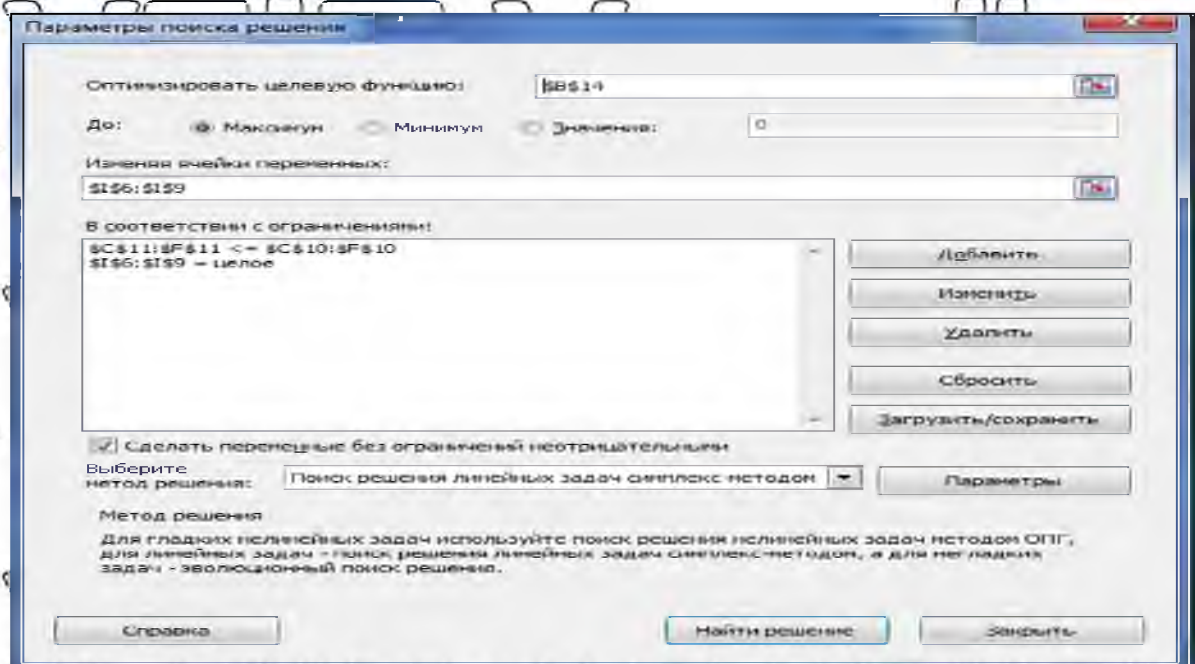 Параметры поиска решения
Оптимизировать целевую функцию: $B$14
До: Максимум Минимум Значения: 0
Изменяя ячейки переменных:
$I$6:$I$9
В соответствии с ограничениями:
$C$11:$F$11 <= $C$10:$F$10
$I$6:$I$9 = целое
Добавить
Изменить
Удалить
Сбросить
Загрузить/сохранить
Сделать переменные без ограничений неотрицательными
Выберите
метод решения: Поиск решения линейных задач симплекс-методом Параметры
Метод решения
Для гладких нелинейных задач используйте поиск решения нелинейных задач методом ОПГ,
для линейных задач - поиск решения линейных задач симплекс-методом, а для негладких
задач - эволюционный поиск решения.
Справка Найти решение Закрыть